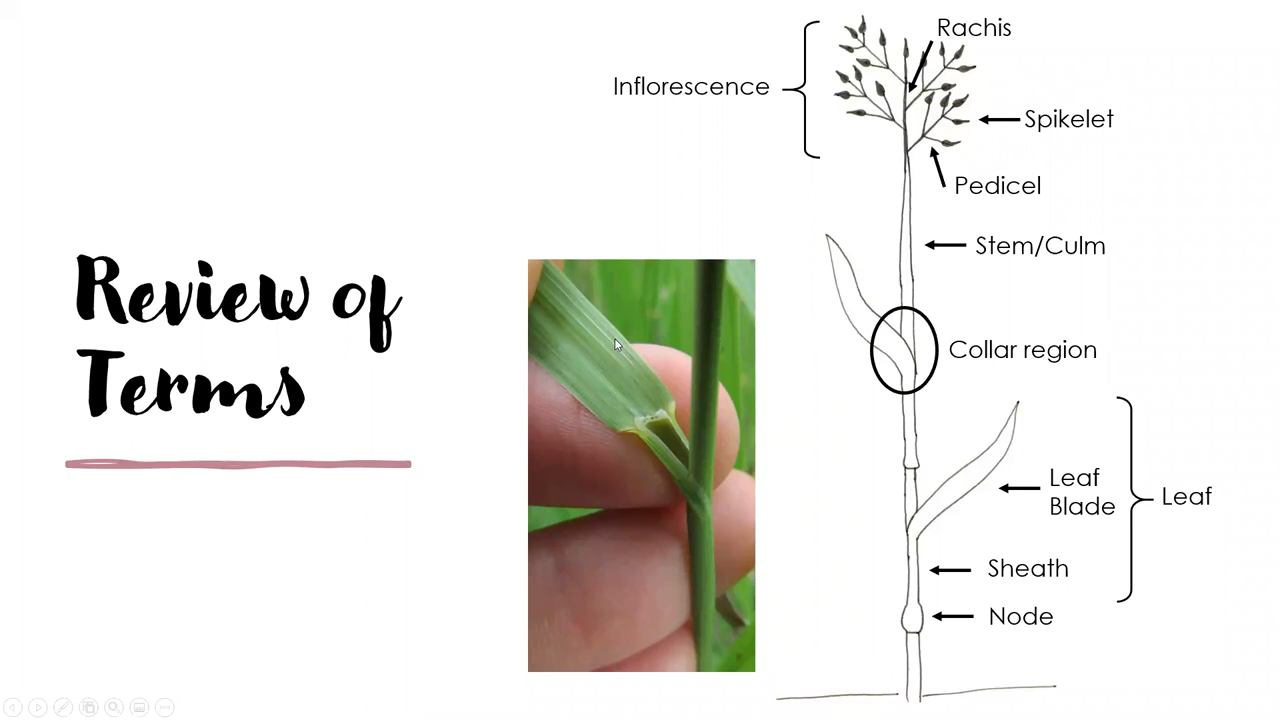 Review of
Terms
Inflorescence
Rachis
Spikelet
Pedicel
Stem/Culm
Collar region
Leaf
Blade
Leaf
Sheath
Node